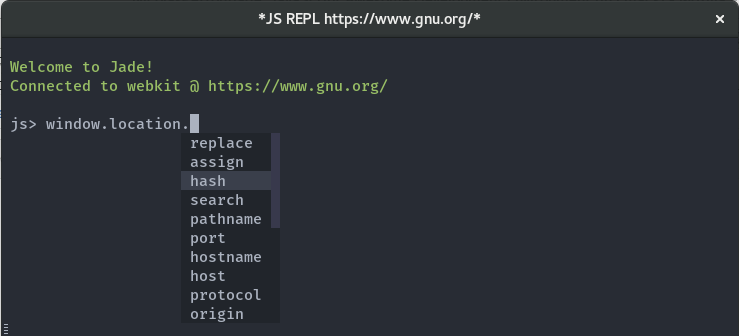 *JS REPL https://www.gnu.org/*
Welcome to Jade!
Connected to webkit @ https://www.gnu.org/
js> window.location.
replace
assign
hash
search
pathname
port
hostname
host
protocol
origin